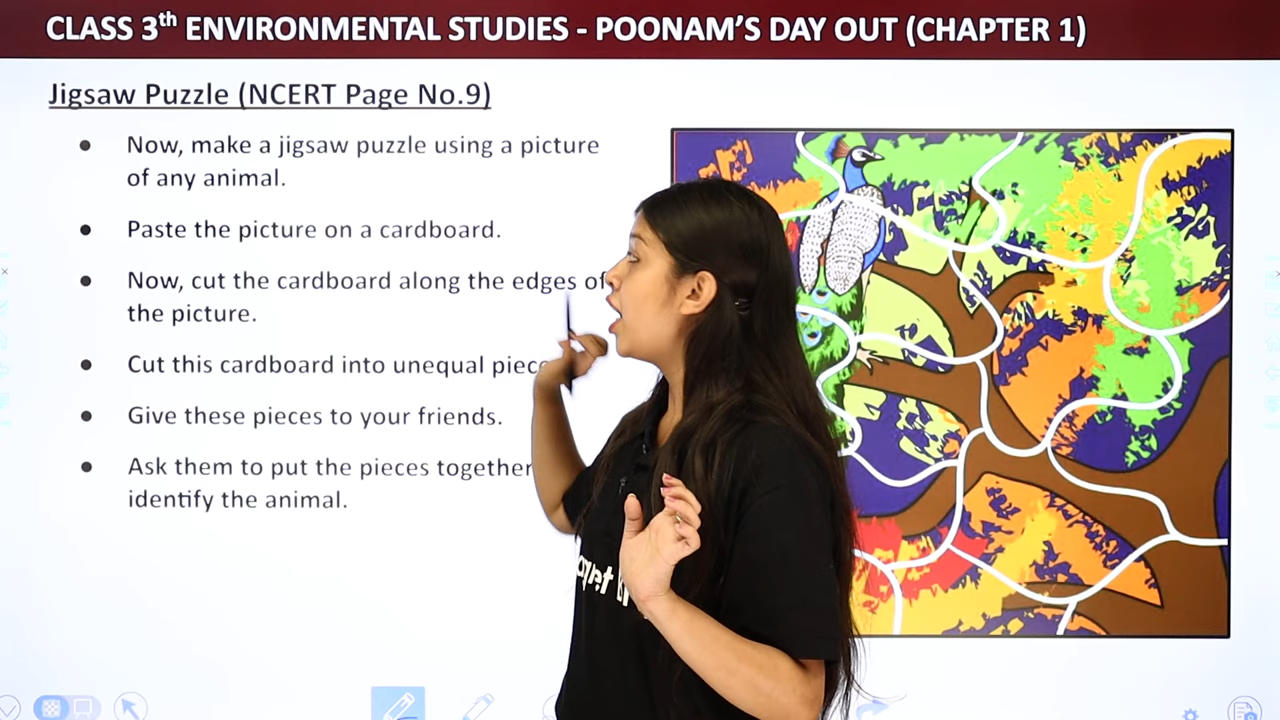 CLASS 3th ENVIRONMENTAL STUDIES - POONAM'S DAY OUT (CHAPTER 1)
Jigsaw Puzzle (NCERT Page No.9)
● Now, make a jigsaw puzzle using a picture
of any animal.
● Paste the picture on a cardboard.
● Now, cut the cardboard along the edges of
the picture.
● Cut this cardboard into unequal
● Give these pieces to your friends.
● Ask them to put the pieces together
identify the animal.